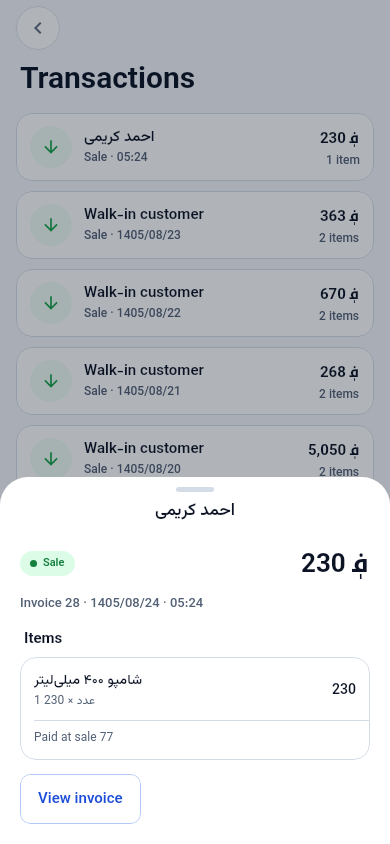 Transactions
احمد کریمی
230 ؋
Sale · 05:24
1 item
Walk-in customer
363 ؋
Sale · 1405/08/23
2 items
Walk-in customer
670 ؋
Sale · 1405/08/22
2 items
Walk-in customer
268 ؋
Sale · 1405/08/21
2 items
Walk-in customer
5,050 ؋
Sale · 1405/08/20
2 items
احمد کریمی
Sale
230 ؋
Invoice 28 · 1405/08/24 · 05:24
Items
شامپو ۴۰۰ میلی‌لیتر
230
1 عدد × 230
Paid at sale 77
View invoice